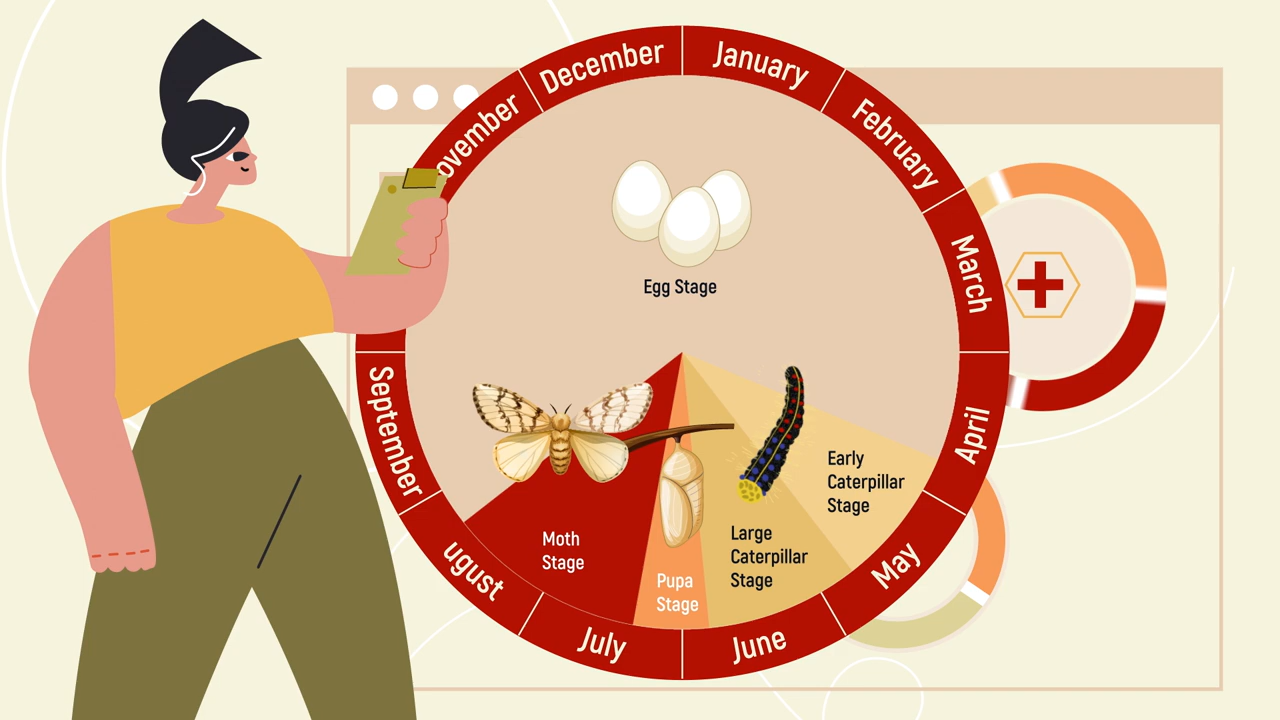 December
January
ovember
February
March
September
April
ugust
May
July
June
Egg Stage
Early
Caterpillar
Stage
Large
Caterpillar
Stage
Moth
Stage
Pupa
Stage